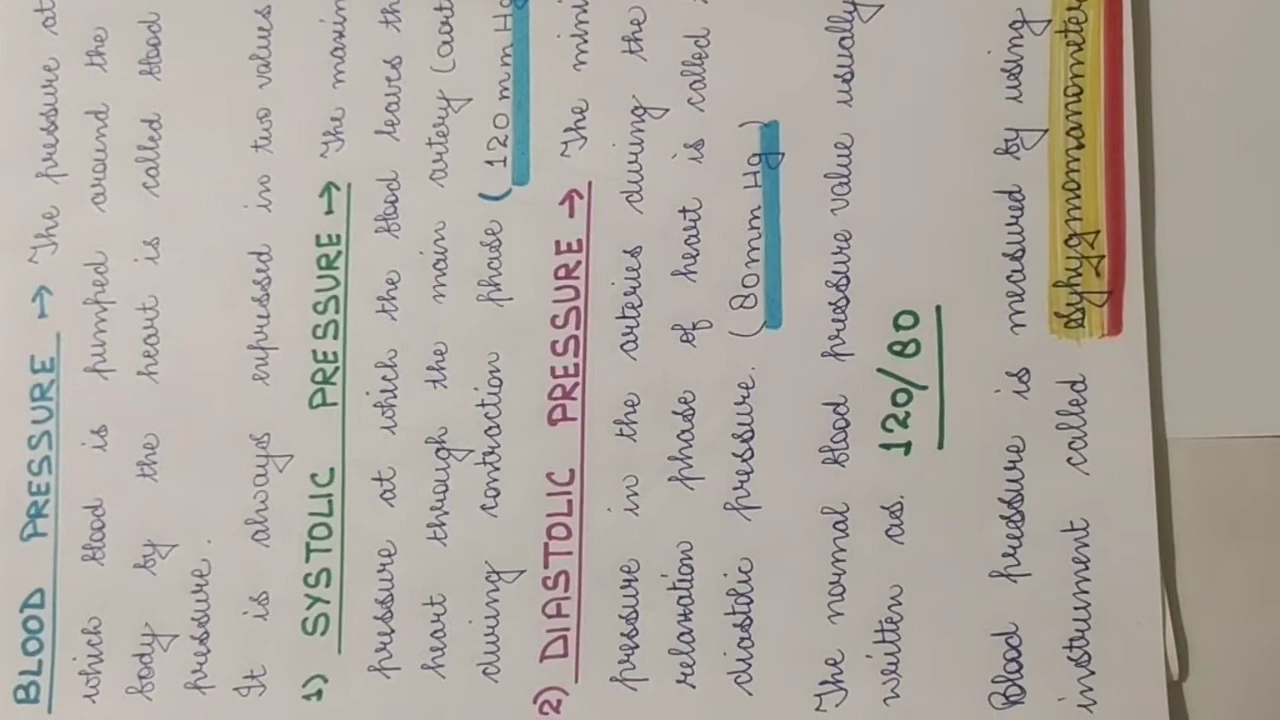 BLOOD PRESSURE → The pressure at
which blood is pumped around the
body by the heart is called blood
pressure.
It is always expressed in two values
1) SYSTOLIC PRESSURE → The maxim
pressure at which the blood leaves th
heart through the main artery (aort
during contraction phase (120 mm Hg
2) DIASTOLIC PRESSURE → The mini
pressure in the arteries during the
relaxation phase of heart is called
diastolic pressure. (80mm Hg)
The normal blood pressure value usually
written as. 120/80
Blood pressure is measured by using
instrument called sphygmomanometer